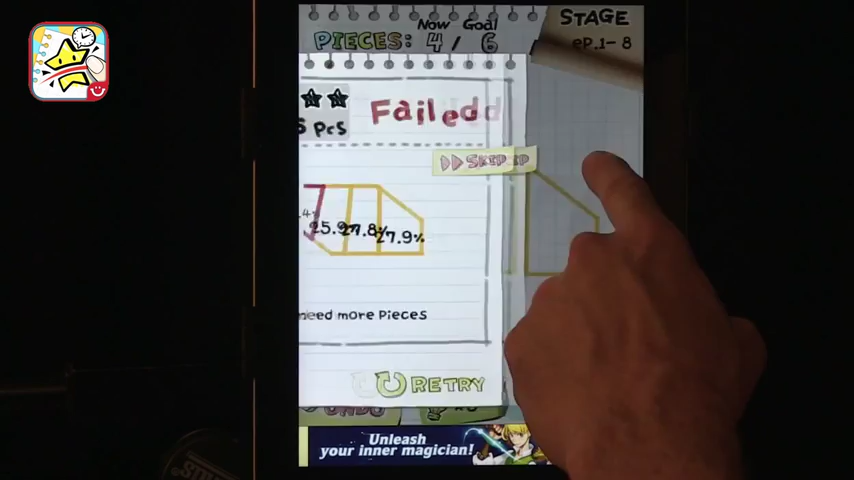 Now Goal
PIECES: 4 / 6
STAGE
eP.1-8
Pcs
Failed
SKIP
25.9%
27.8%
27.9%
need more Pieces
RETRY
UNDO
Unleash
your inner magician!